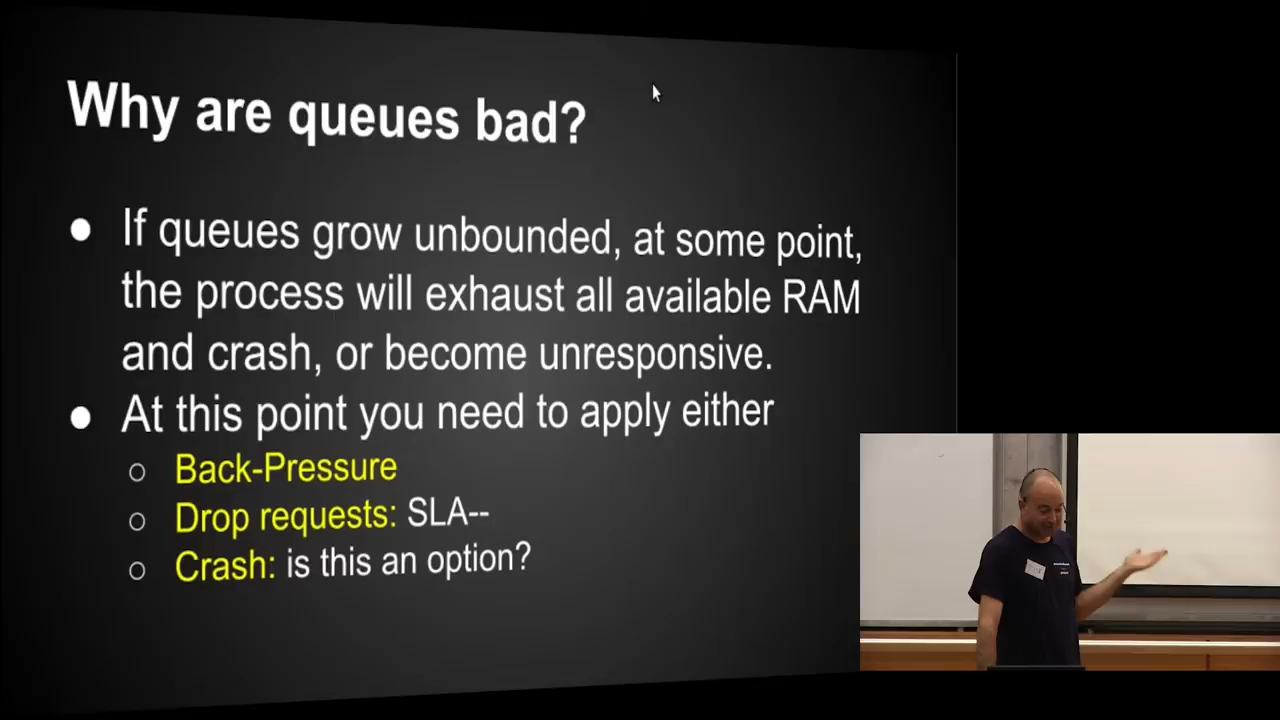 Why are queues bad?
● If queues grow unbounded, at some point,
the process will exhaust all available RAM
and crash, or become unresponsive.
● At this point you need to apply either
○ Back-Pressure
○ Drop requests: SLA--
○ Crash: is this an option?